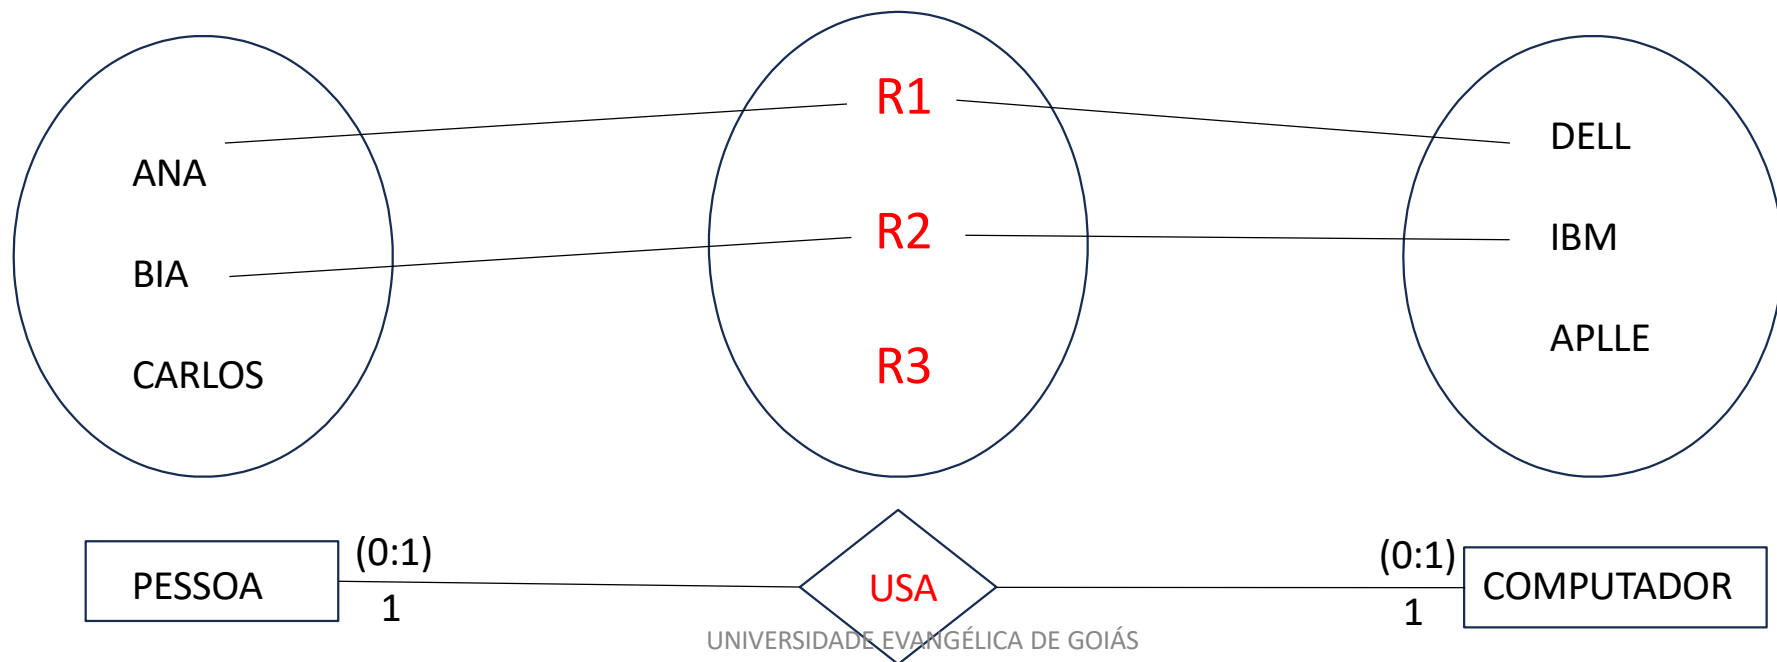 R1
DELL
ANA
R2
IBM
BIA
APLLE
R3
CARLOS
(0:1)
(0:1)
PESSOA
USA
COMPUTADOR
1
1
UNIVERSIDADE EVANGÉLICA DE GOIÁS